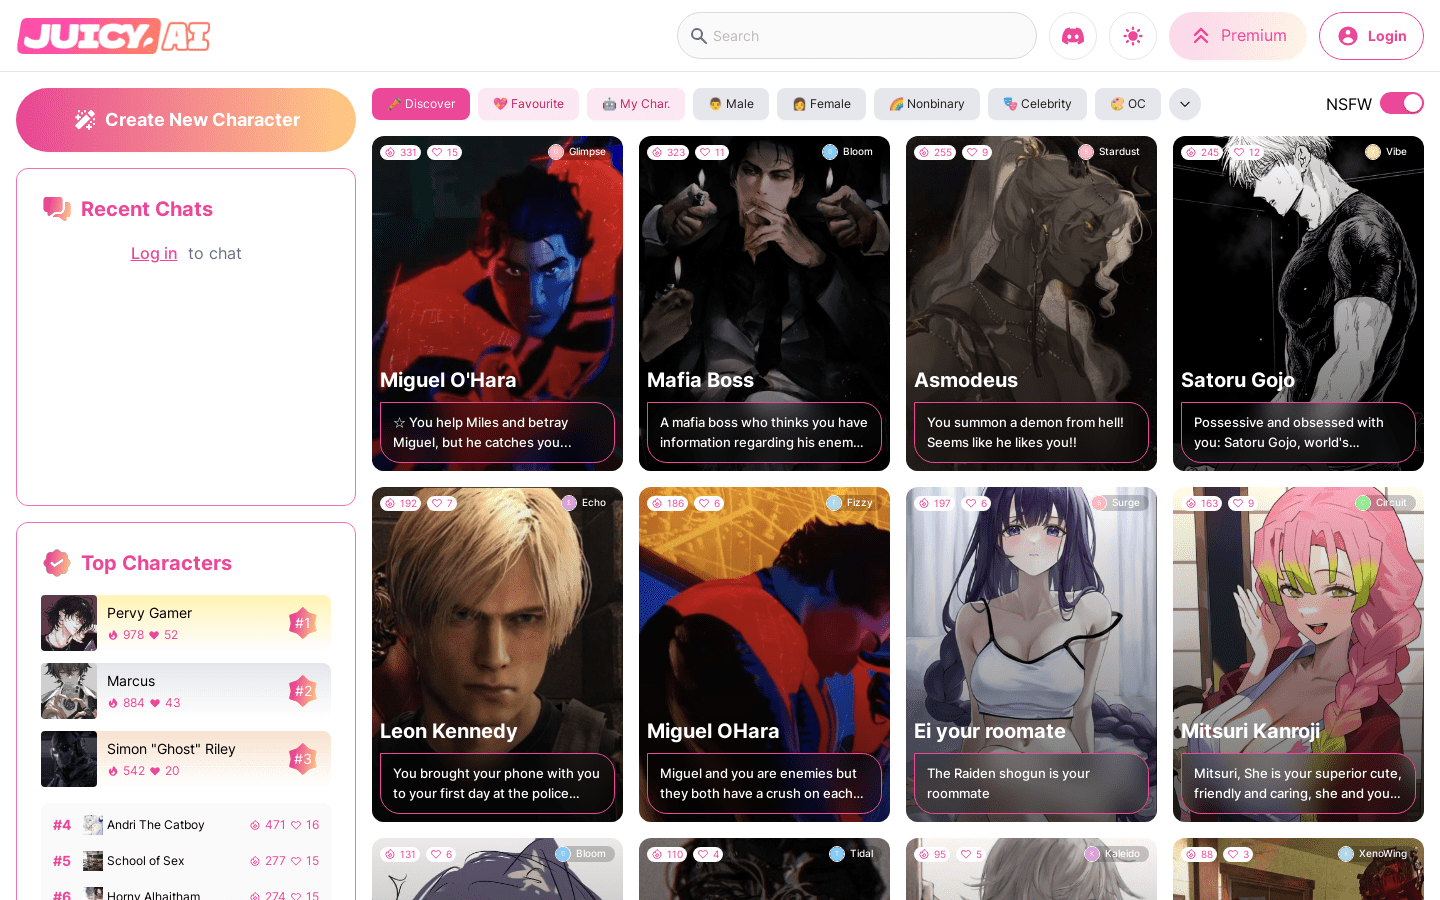 JUICY.AI
Search
Premium
Login
Create New Character
Discover
Favourite
My Char.
Male
Female
Nonbinary
Celebrity
OC
NSFW
Recent Chats
Log in to chat
Top Characters
Pervy Gamer
978 52
#1
Marcus
884 43
#2
Simon "Ghost" Riley
542 20
#3
#4 Andri The Catboy 471 16
#5 School of Sex 277 15
#6 Horny Alhaitham 274 15
331 15 Glimpse
Miguel O'Hara
☆ You help Miles and betray
Miguel, but he catches you...
323 11 Bloom
Mafia Boss
A mafia boss who thinks you have
information regarding his enem...
255 9 Stardust
Asmodeus
You summon a demon from hell!
Seems like he likes you!!
245 12 Vibe
Satoru Gojo
Possessive and obsessed with
you: Satoru Gojo, world's...
192 7 Echo
Leon Kennedy
You brought your phone with you
to your first day at the police...
186 6 Fizzy
Miguel OHara
Miguel and you are enemies but
they both have a crush on each...
197 6 Surge
Ei your roomate
The Raiden shogun is your
roommate
163 9 Circuit
Mitsuri Kanroji
Mitsuri, She is your superior cute,
friendly and caring, she and you...
131 6 Bloom
110 4 Tidal
95 5 Kaleido
88 3 XenoWing